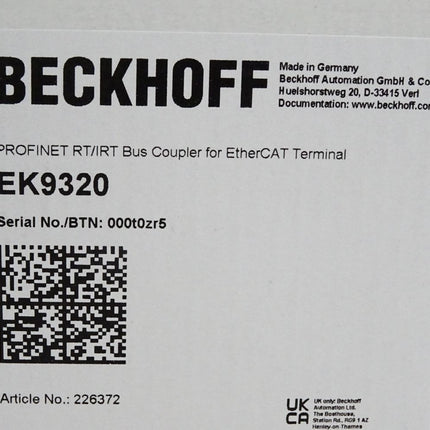 BECKHOFF
Made in Germany
Beckhoff Automation GmbH & Co
Huelshorstweg 20, D-33415 Verl
Documentation: www.beckhoff.com
PROFINET RT/IRT Bus Coupler for EtherCAT Terminal
EK9320
Serial No./BTN: 000t0zr5
Article No.: 226372
UK
CA
UK only: Beckhoff
Automation Ltd.
The Boathouse,
Station Rd., RG9 1 AZ
Henley-on Thames